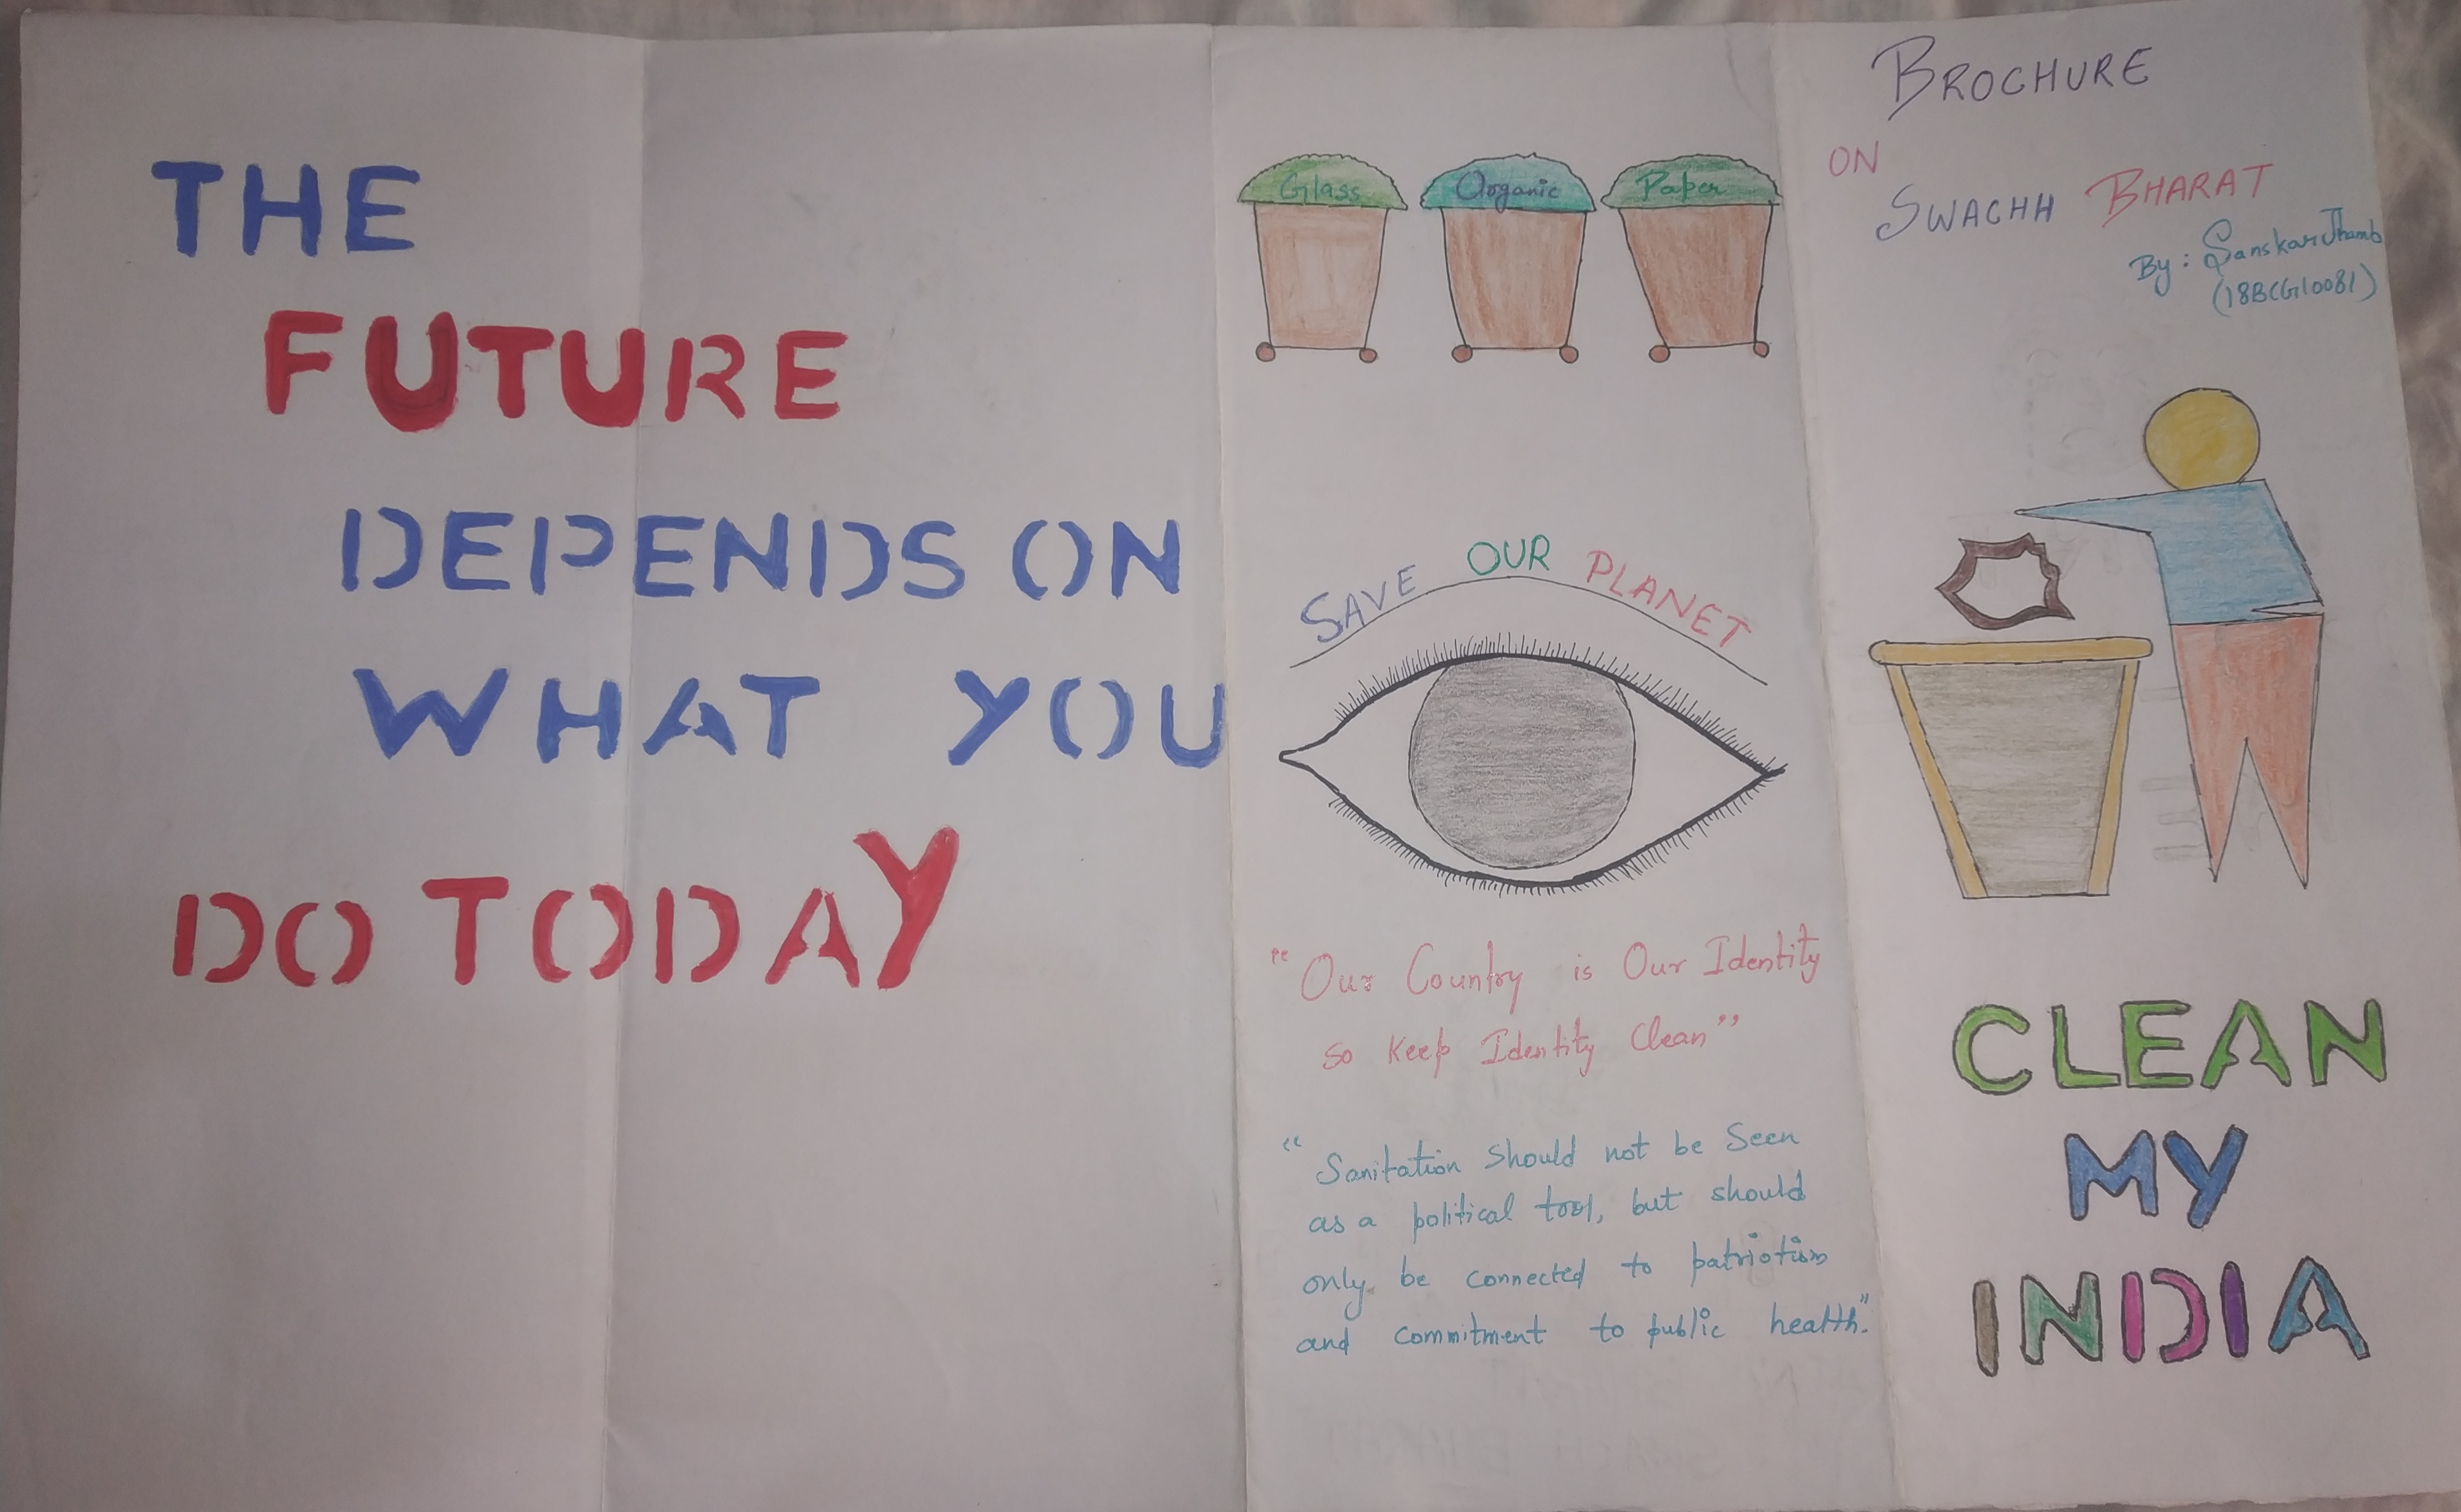 THE
FUTURE
DEPENDS ON
WHAT YOU
DO TODAY
Glass Organic Paper
SAVE OUR PLANET
"Our Country is Our Identity
so Keep Identity Clean"
"Sanitation should not be Seen
as a political tool, but should
only be connected to patriotism
and commitment to public health."
BROCHURE
ON
SWACHH BHARAT
By: Sanskar Jhamb
(18BCG10081)
CLEAN
MY
INDIA